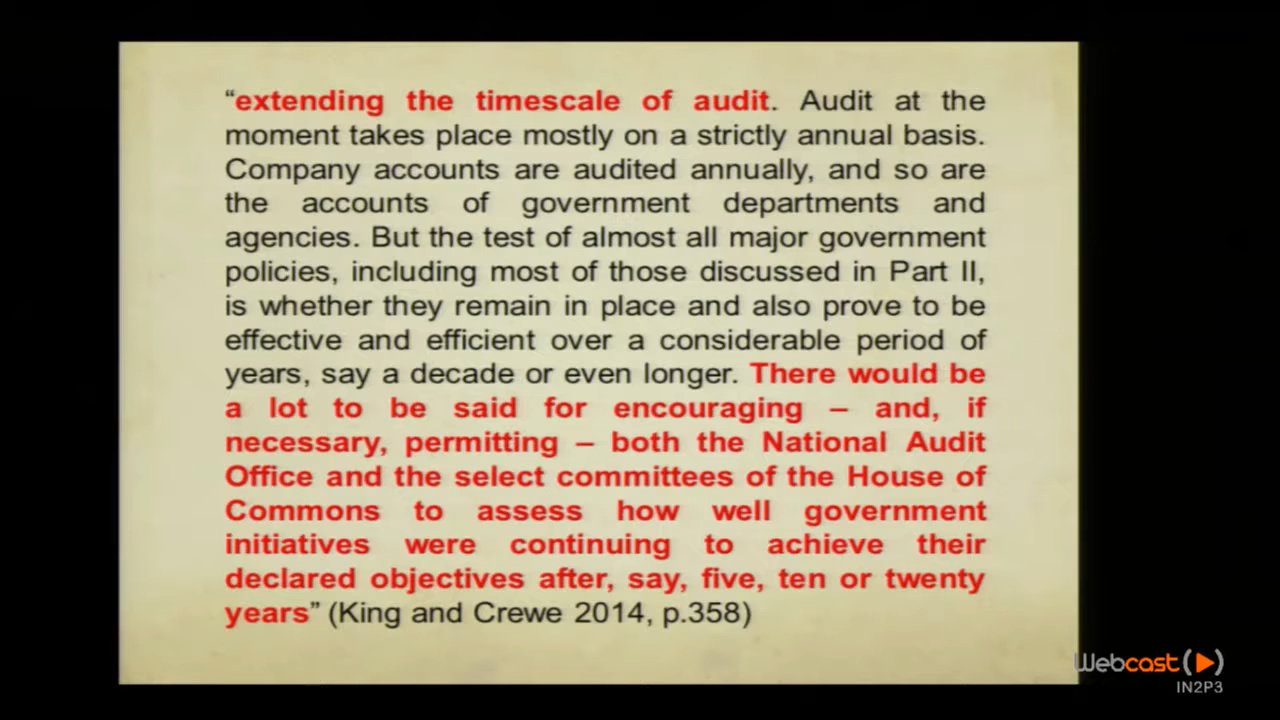 “extending the timescale of audit. Audit at the
moment takes place mostly on a strictly annual basis.
Company accounts are audited annually, and so are
the accounts of government departments and
agencies. But the test of almost all major government
policies, including most of those discussed in Part II,
is whether they remain in place and also prove to be
effective and efficient over a considerable period of
years, say a decade or even longer. There would be
a lot to be said for encouraging – and, if
necessary, permitting – both the National Audit
Office and the select committees of the House of
Commons to assess how well government
initiatives were continuing to achieve their
declared objectives after, say, five, ten or twenty
years” (King and Crewe 2014, p.358)
Webcast
IN2P3